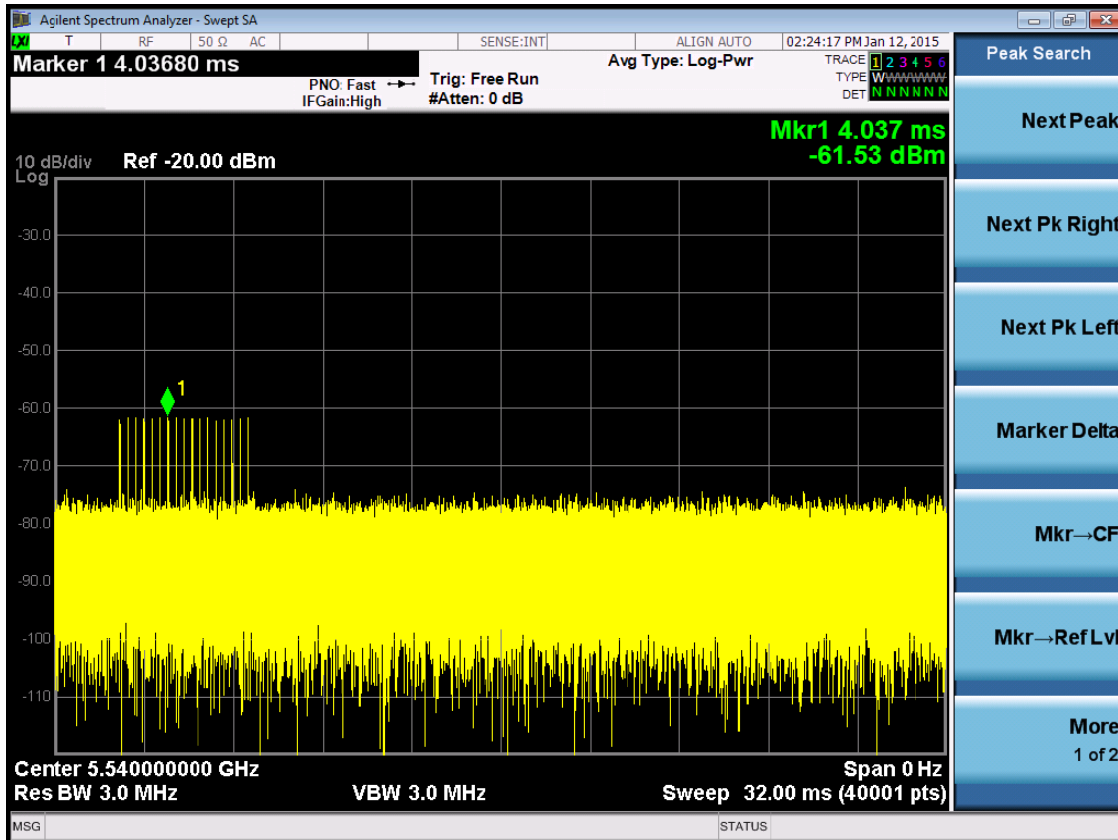 Agilent Spectrum Analyzer - Swept SA
LXI T RF 50 Ω AC SENSE:INT ALIGN AUTO 02:24:17 PM Jan 12, 2015
Marker 1 4.03680 ms
PNO: Fast
IFGain:High
Trig: Free Run
#Atten: 0 dB
Avg Type: Log-Pwr
TRACE 1 2 3 4 5 6
TYPE WWWWWW
DET N N N N N N
Mkr1 4.037 ms
-61.53 dBm
10 dB/div Ref -20.00 dBm
Log
-30.0
-40.0
-50.0
1
-60.0
-70.0
-80.0
-90.0
-100
-110
Center 5.540000000 GHz Span 0 Hz
Res BW 3.0 MHz VBW 3.0 MHz Sweep 32.00 ms (40001 pts)
MSG STATUS
Peak Search
Next Peak
Next Pk Right
Next Pk Left
Marker Delta
Mkr→CF
Mkr→Ref Lvl
More
1 of 2